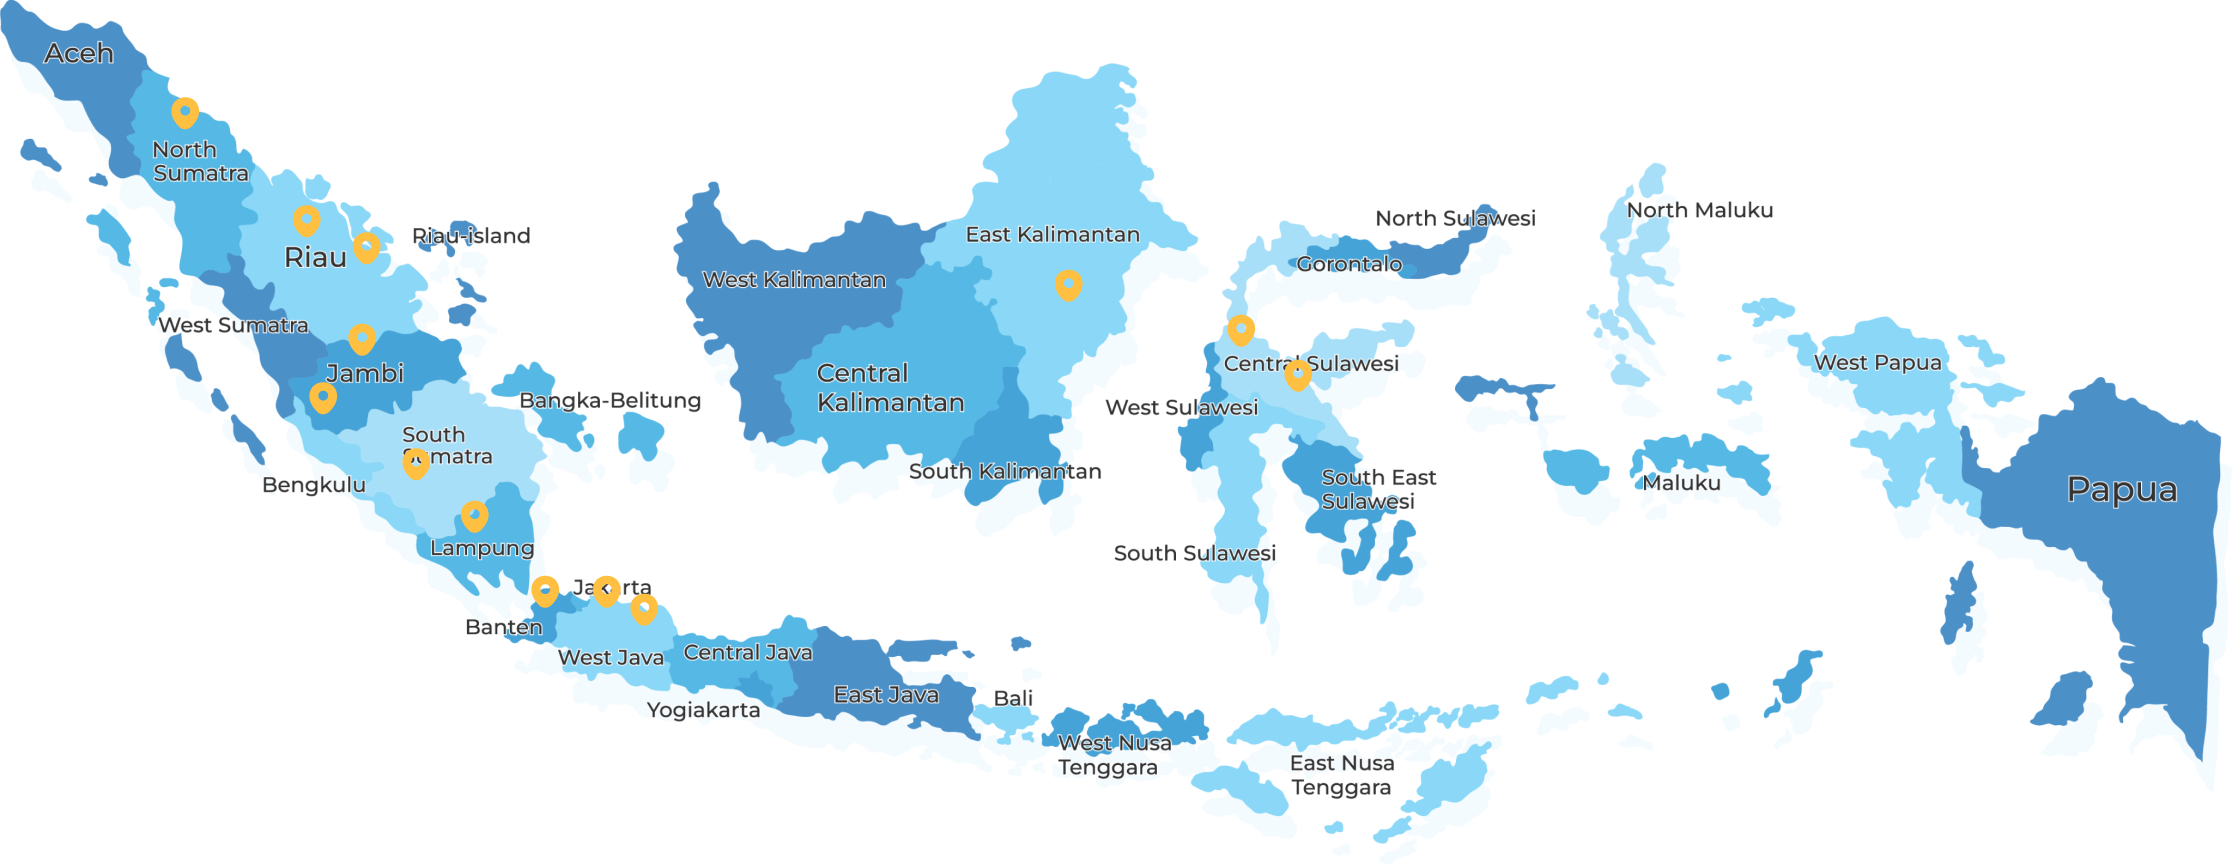 Aceh
North
Sumatra
Riau-island
Riau
West Sumatra
Jambi
Bangka-Belitung
South
Sumatra
Bengkulu
Lampung
Jakarta
Banten
West Java
Central Java
Yogiakarta
East Java
Bali
West Nusa
Tenggara
East Nusa
Tenggara
East Kalimantan
West Kalimantan
Central
Kalimantan
South Kalimantan
North Sulawesi
Gorontalo
Central Sulawesi
West Sulawesi
South East
Sulawesi
South Sulawesi
North Maluku
Maluku
West Papua
Papua